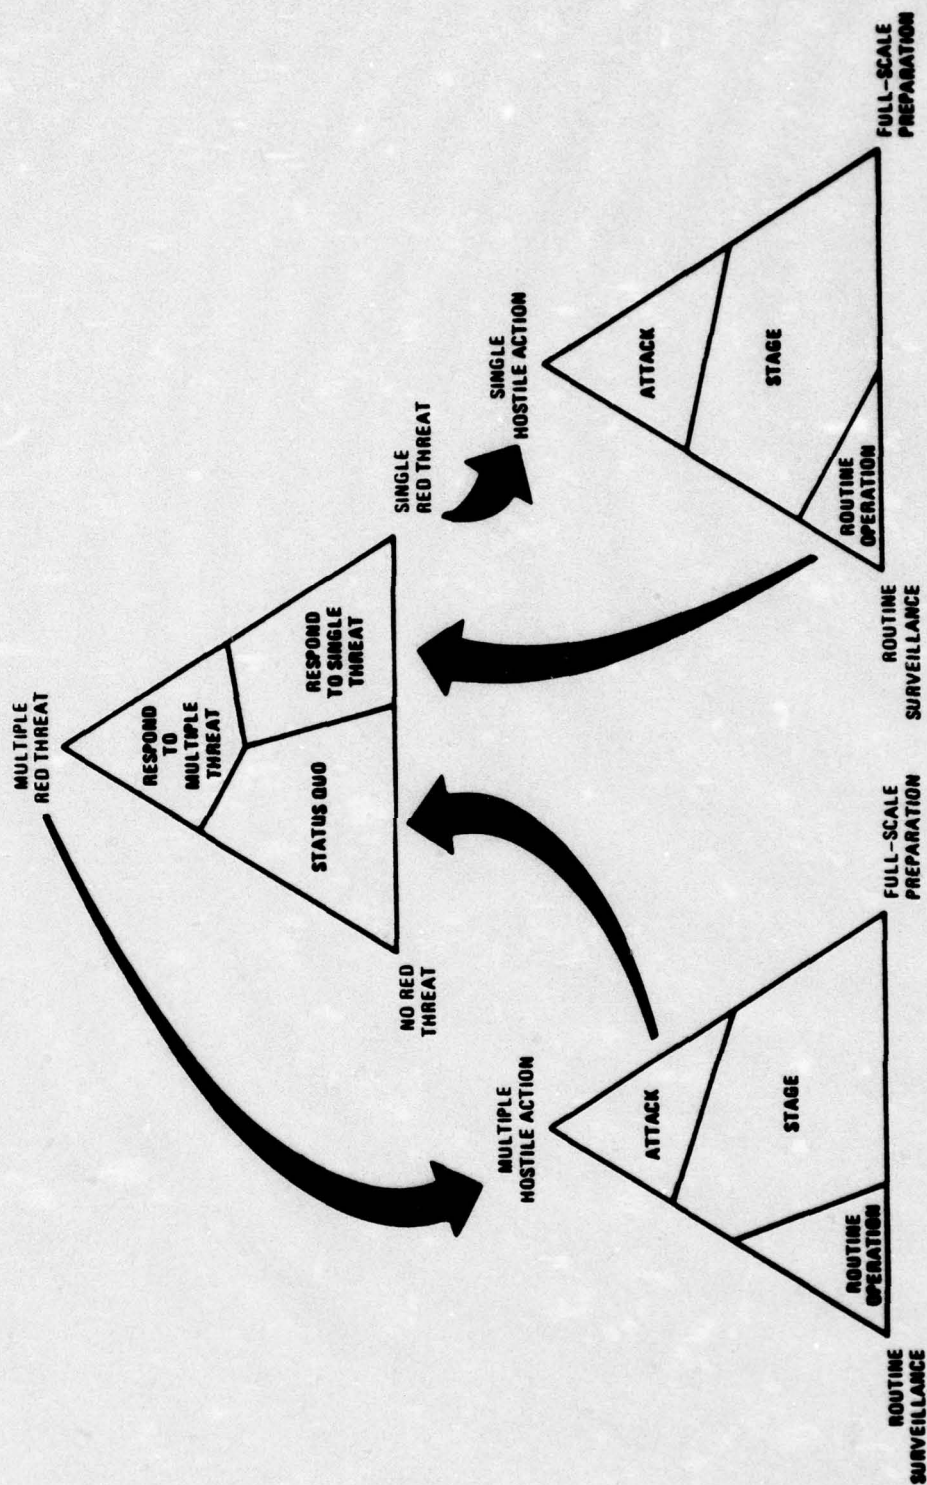 MULTIPLE
RED THREAT
RESPOND
TO
MULTIPLE
THREAT
STATUS QUO
RESPOND
TO SINGLE
THREAT
NO RED
THREAT
SINGLE
RED THREAT
MULTIPLE
HOSTILE ACTION
ATTACK
STAGE
ROUTINE
OPERATION
ROUTINE
SURVEILLANCE
FULL-SCALE
PREPARATION
SINGLE
HOSTILE ACTION
ATTACK
STAGE
ROUTINE
OPERATION
ROUTINE
SURVEILLANCE
FULL-SCALE
PREPARATION